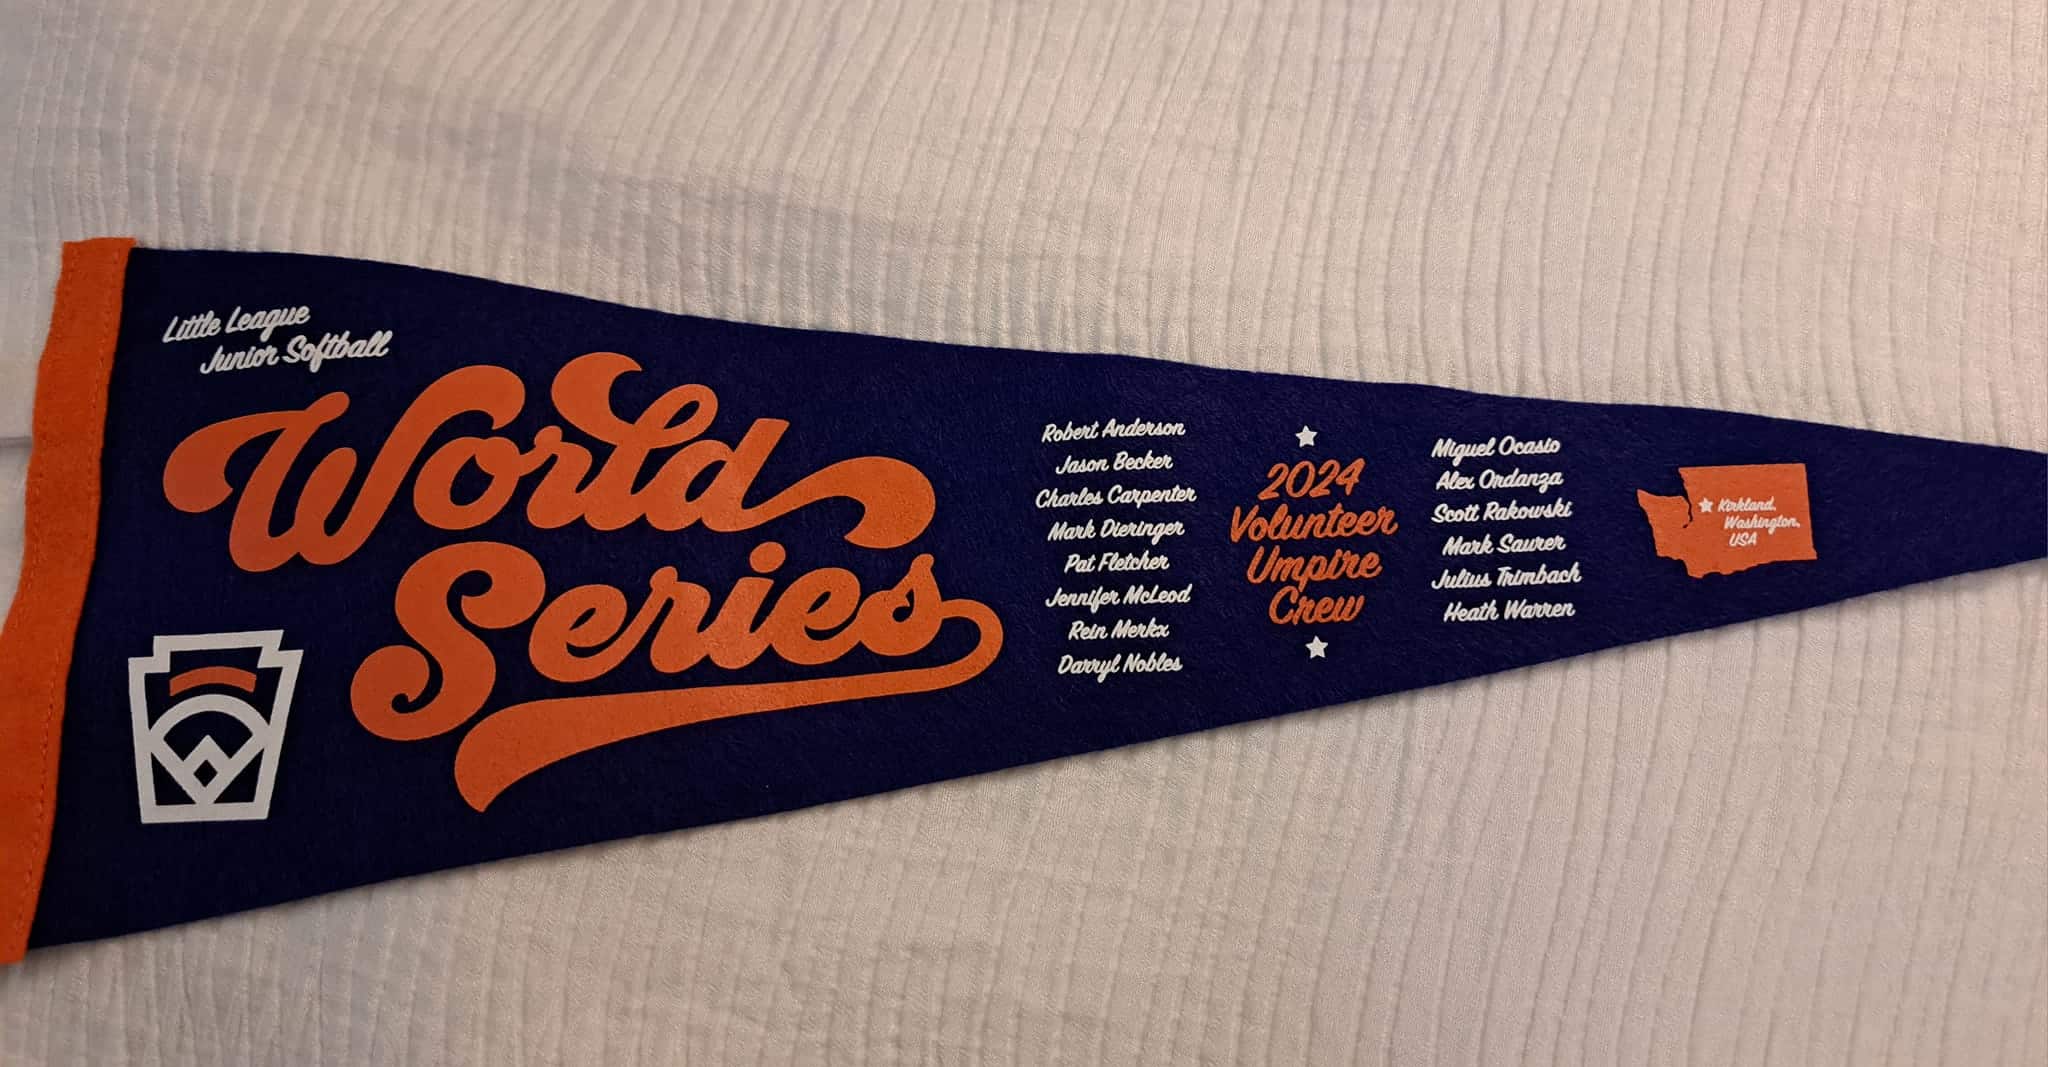 Little League
Junior Softball
World
Series
Robert Anderson
Jason Becker
Charles Carpenter
Mark Dieringer
Pat Fletcher
Jennifer McLeod
Rein Merkx
Darryl Nobles
2024
Volunteer
Umpire
Crew
Miguel Ocasio
Alex Ordanza
Scott Rakowski
Mark Saurer
Julius Trimbach
Heath Warren
Kirkland,
Washington,
USA